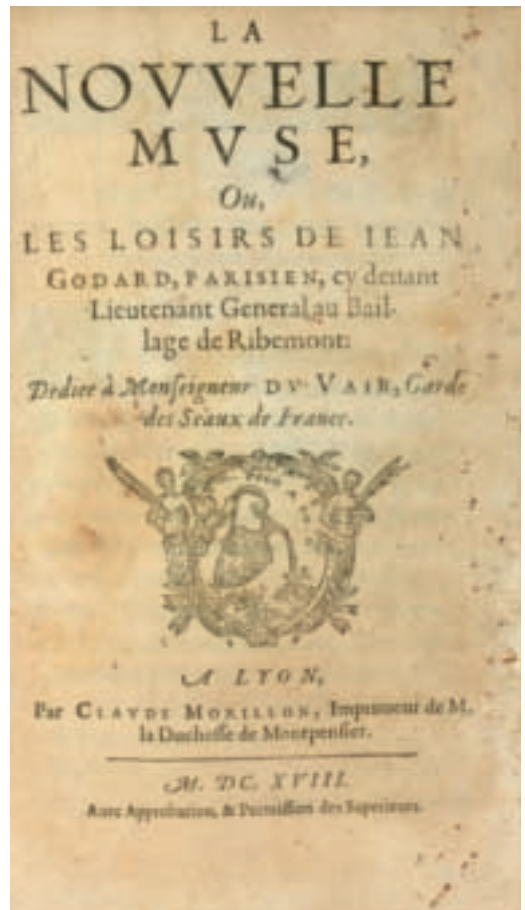 LA
NOVVELLE
MVSE,
Ou,
LES LOISIRS DE IEAN
GODARD, PARISIEN, cy deuant
Lieutenant General au Bail-
lage de Ribemont.
Dediee à Monseigneur DV VAIR, Garde
des Seaux de France.
A LYON,
Par CLAVDE MORILLON, Imprimeur de M.
la Duchesse de Montpensier.
M. DC. XVIII.
Auec Approbation, & Permission des Superieurs.